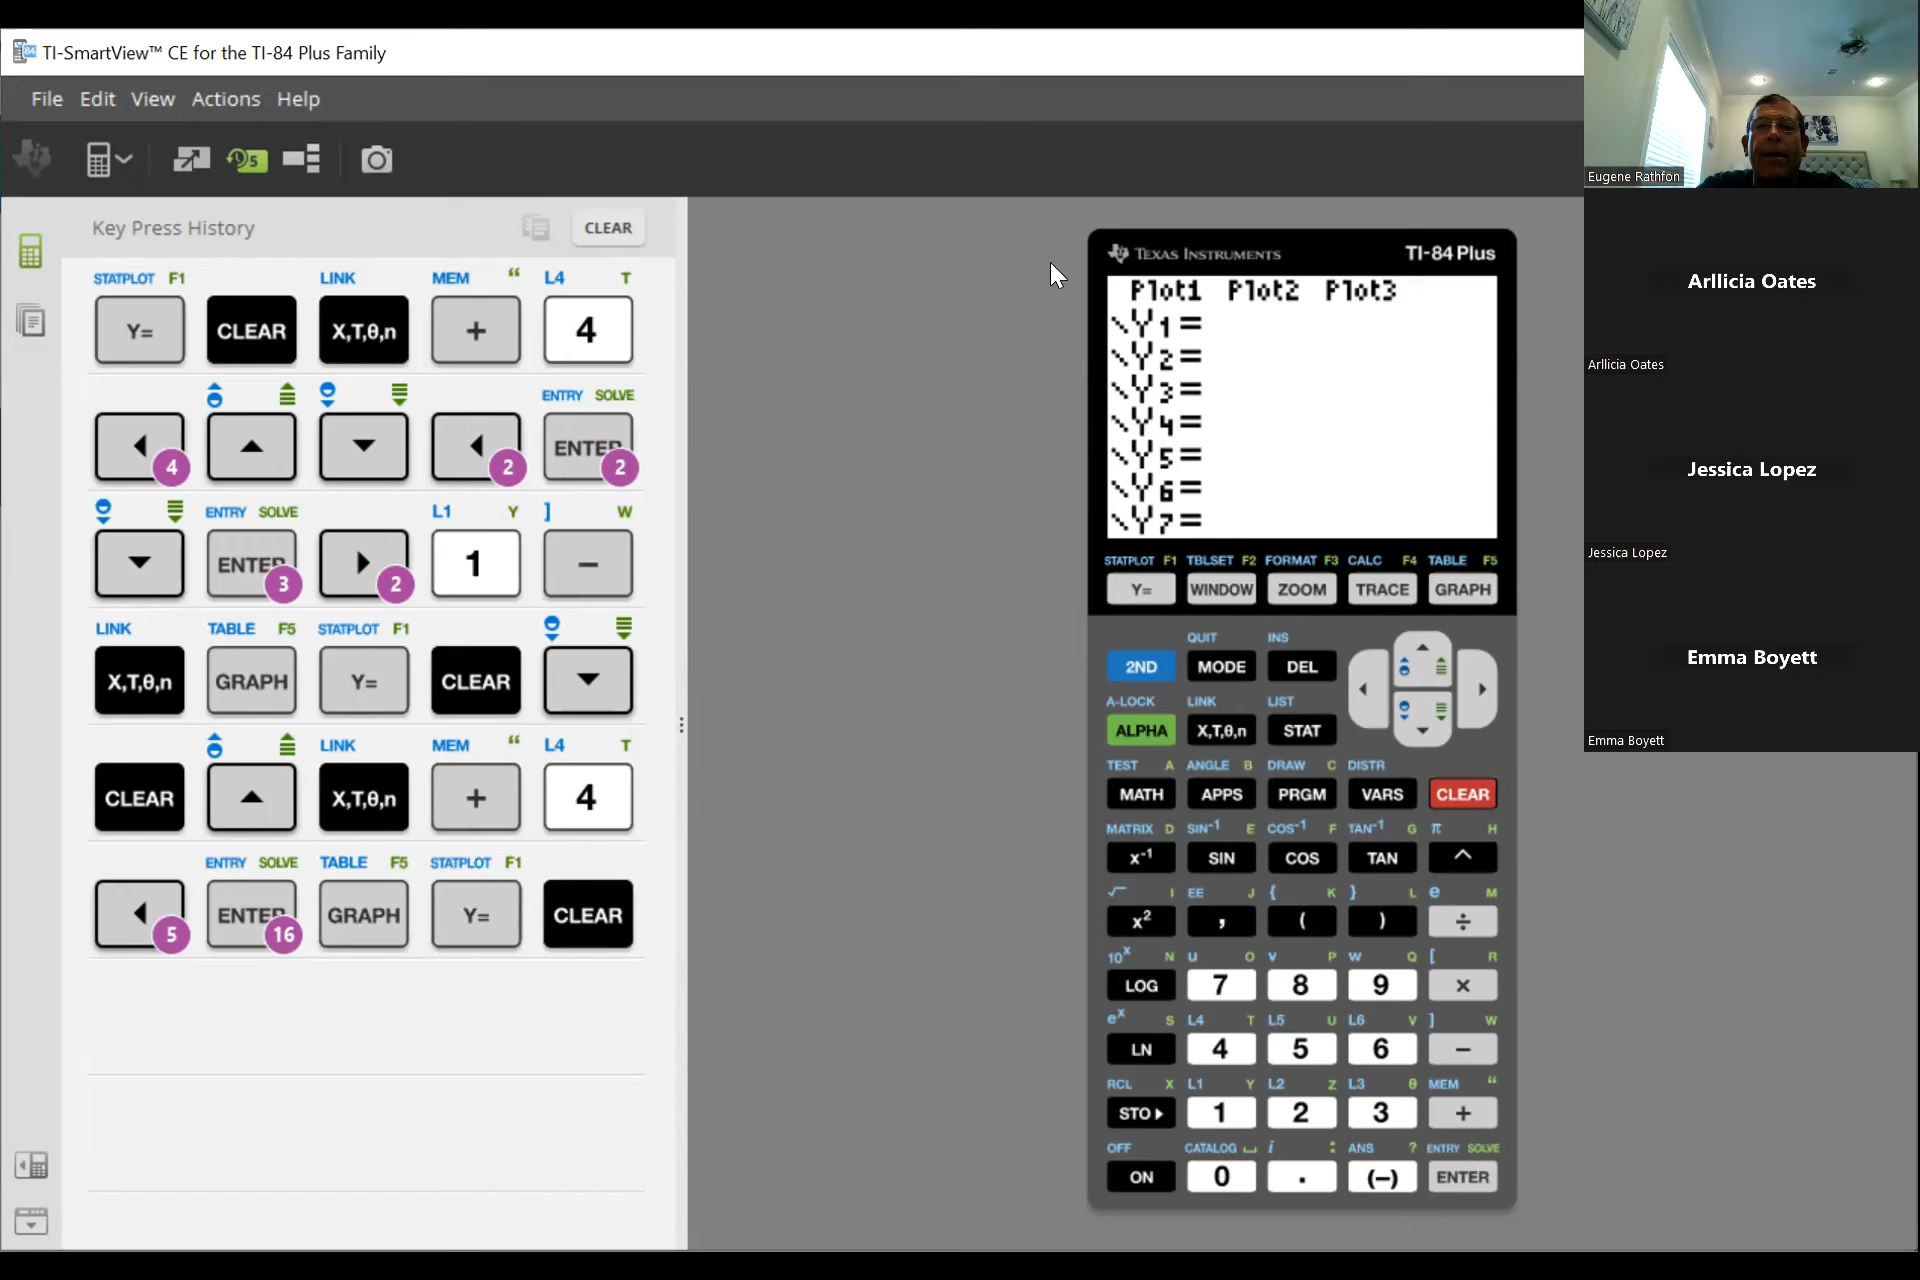 TI-SmartView™ CE for the TI-84 Plus Family
File Edit View Actions Help
5
Key Press History
CLEAR
STATPLOT F1 LINK MEM “ L4 T
Y= CLEAR X,T,θ,n + 4
ENTRY SOLVE
4 2 ENTER 2
ENTRY SOLVE L1 Y ] W
ENTER 3 2 1 −
LINK TABLE F5 STATPLOT F1
X,T,θ,n GRAPH Y= CLEAR
LINK MEM “ L4 T
CLEAR X,T,θ,n + 4
ENTRY SOLVE TABLE F5 STATPLOT F1
5 ENTER 16 GRAPH Y= CLEAR
TEXAS INSTRUMENTS TI-84 Plus
Plot1 Plot2 Plot3
\Y1=
\Y2=
\Y3=
\Y4=
\Y5=
\Y6=
\Y7=
STATPLOT F1 TBLSET F2 FORMAT F3 CALC F4 TABLE F5
Y= WINDOW ZOOM TRACE GRAPH
QUIT INS
2ND MODE DEL
A-LOCK LINK LIST
ALPHA X,T,θ,n STAT
TEST A ANGLE B DRAW C DISTR
MATH APPS PRGM VARS CLEAR
MATRIX D SIN⁻¹ E COS⁻¹ F TAN⁻¹ G π H
x⁻¹ SIN COS TAN ^
√ I EE J { K } L e M
x² , ( ) ÷
10ˣ N u O v P w Q [ R
LOG 7 8 9 ×
eˣ S L4 T L5 U L6 V ] W
LN 4 5 6 −
RCL X L1 Y L2 Z L3 θ MEM “
STO▸ 1 2 3 +
OFF CATALOG ⎵ i : ANS ? ENTRY SOLVE
ON 0 . (−) ENTER
Eugene Rathfon
Arllicia Oates
Arllicia Oates
Jessica Lopez
Jessica Lopez
Emma Boyett
Emma Boyett